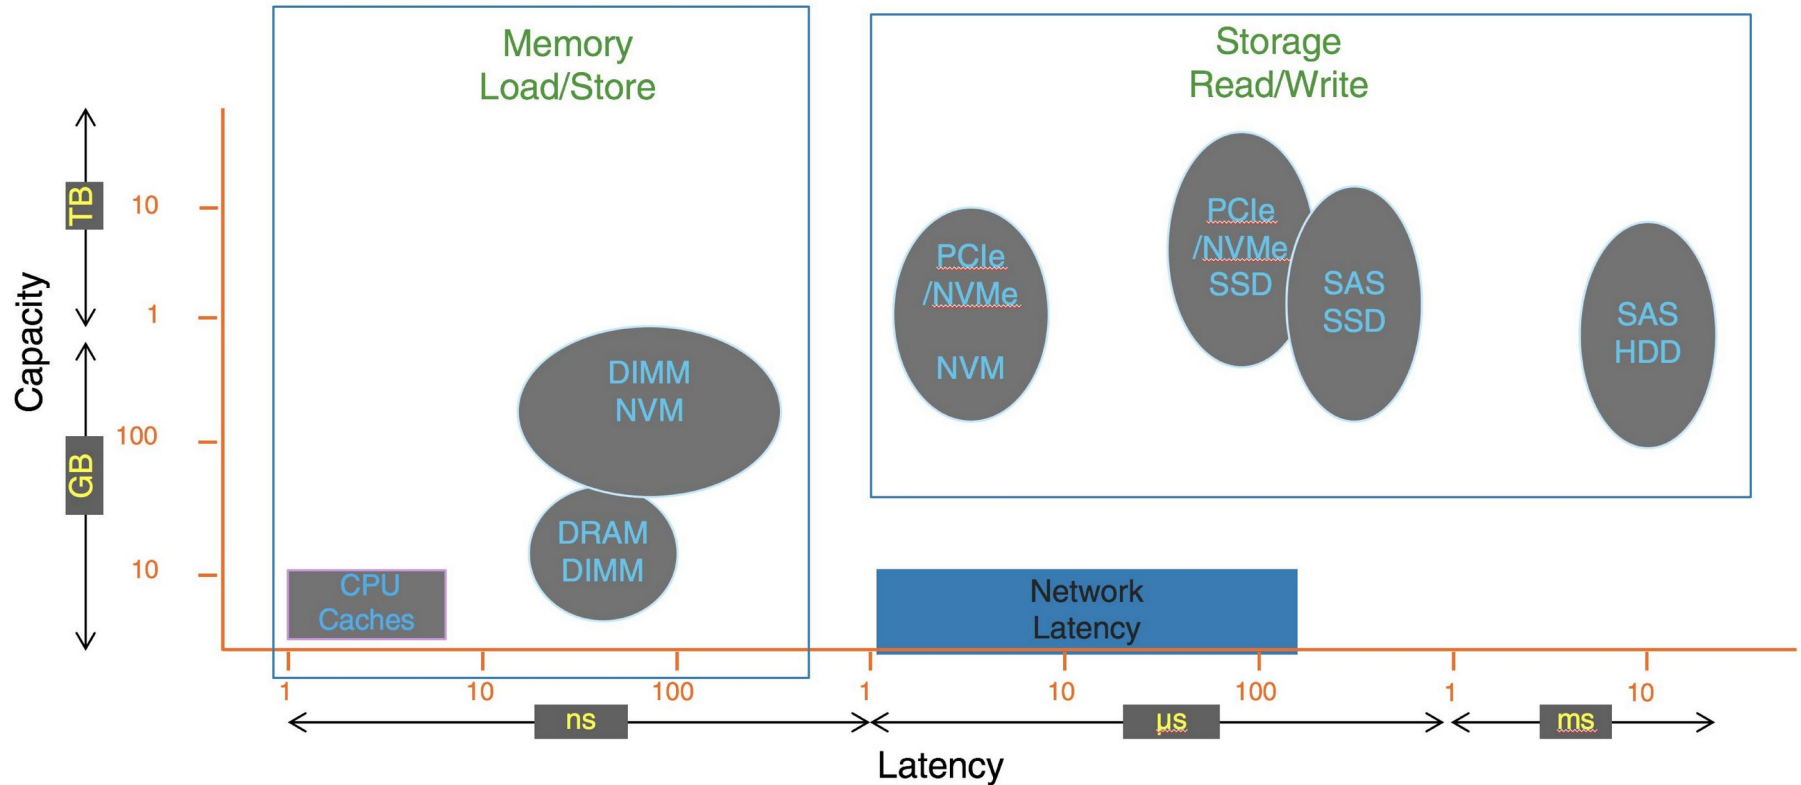 Memory
Load/Store
Storage
Read/Write
TB
10
1
Capacity
GB
100
10
PCIe
/NVMe
NVM
PCIe
/NVMe
SSD
SAS
SSD
SAS
HDD
DIMM
NVM
DRAM
DIMM
CPU
Caches
Network
Latency
1
10
100
1
10
100
1
10
ns
µs
ms
Latency